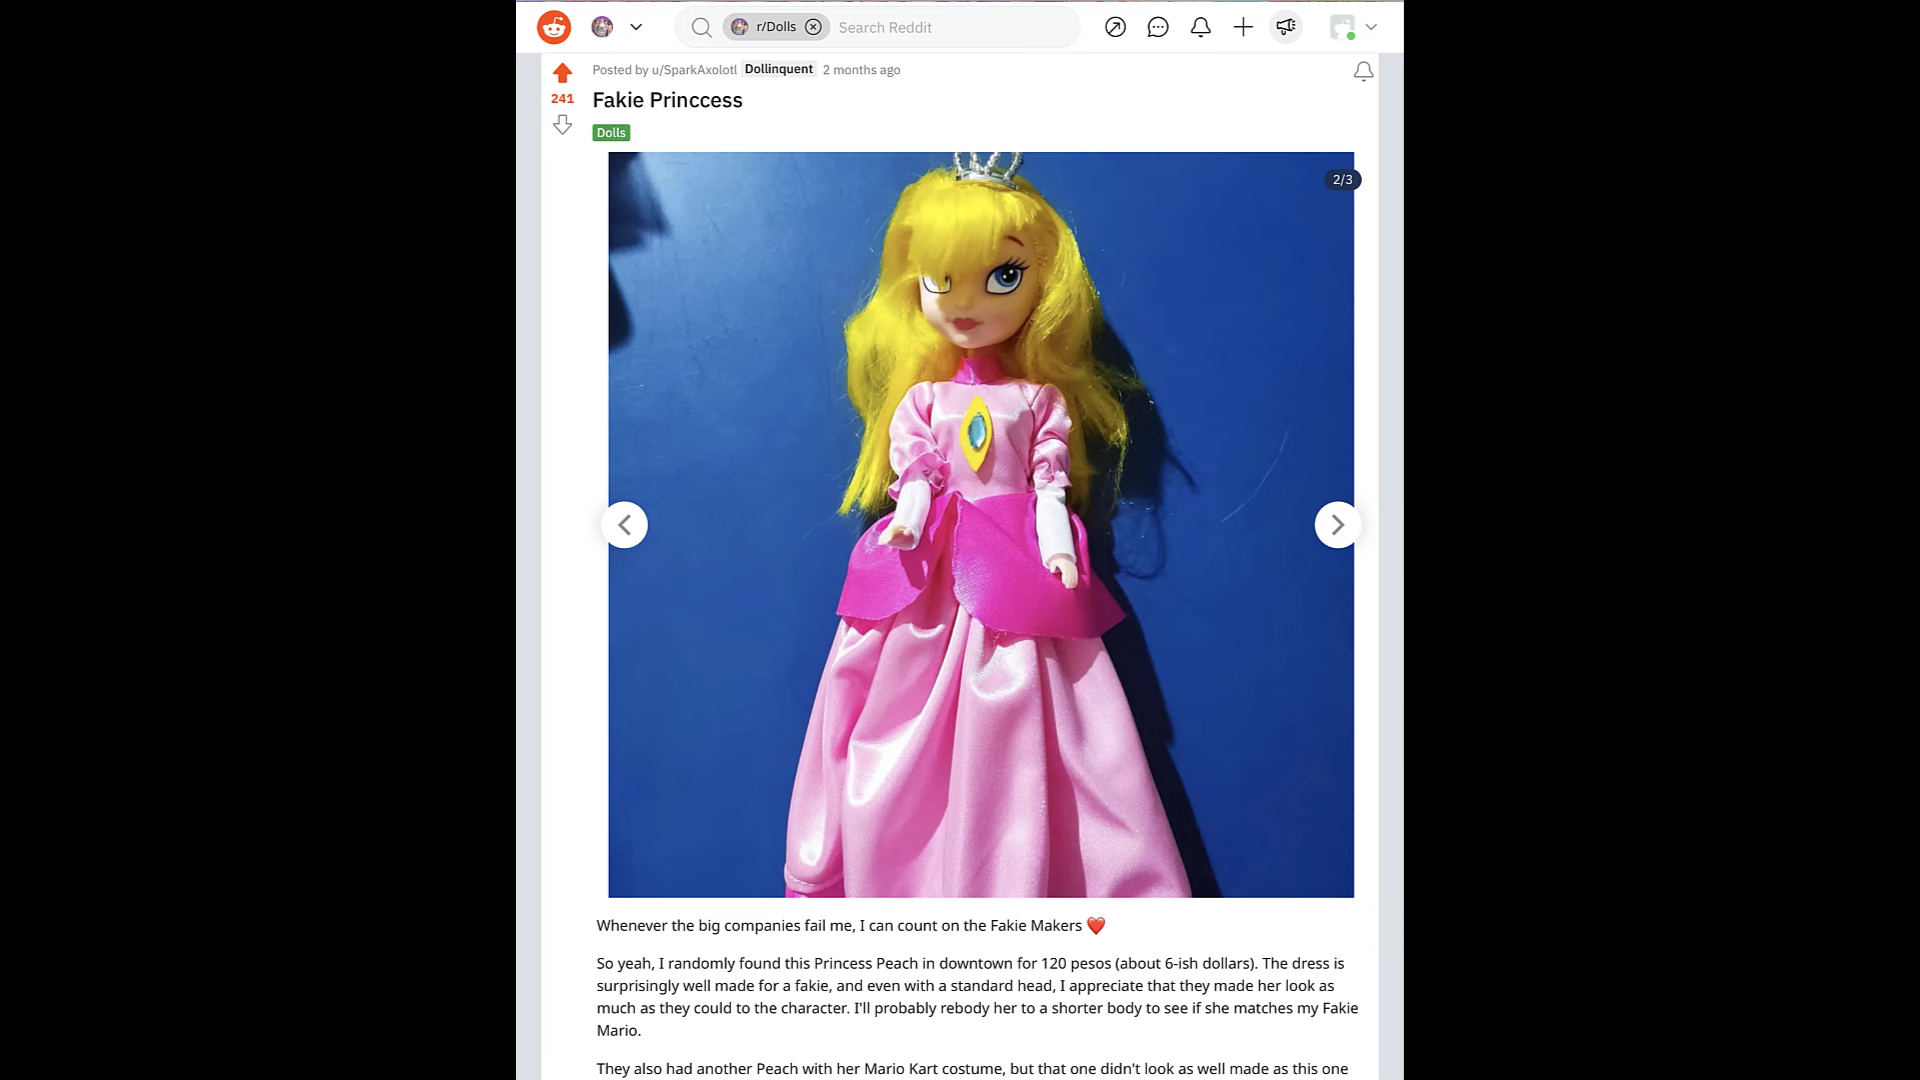 r/Dolls Search Reddit
Posted by u/SparkAxolotl Dollinquent 2 months ago
241
Fakie Princcess
Dolls
2/3
Whenever the big companies fail me, I can count on the Fakie Makers ❤️
So yeah, I randomly found this Princess Peach in downtown for 120 pesos (about 6-ish dollars). The dress is
surprisingly well made for a fakie, and even with a standard head, I appreciate that they made her look as
much as they could to the character. I'll probably rebody her to a shorter body to see if she matches my Fakie
Mario.
They also had another Peach with her Mario Kart costume, but that one didn't look as well made as this one